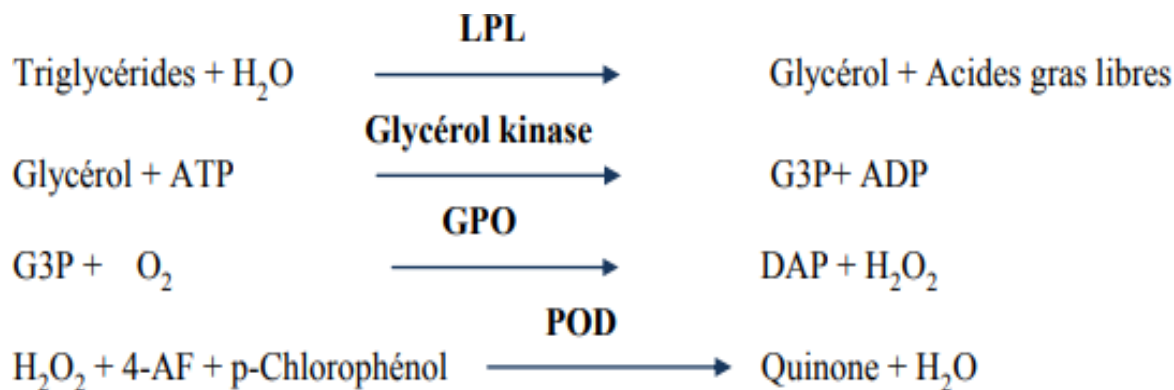 LPL
Triglycérides + H₂O Glycérol + Acides gras libres
Glycérol kinase
Glycérol + ATP G3P+ ADP
GPO
G3P + O₂ DAP + H₂O₂
POD
H₂O₂ + 4-AF + p-Chlorophénol Quinone + H₂O